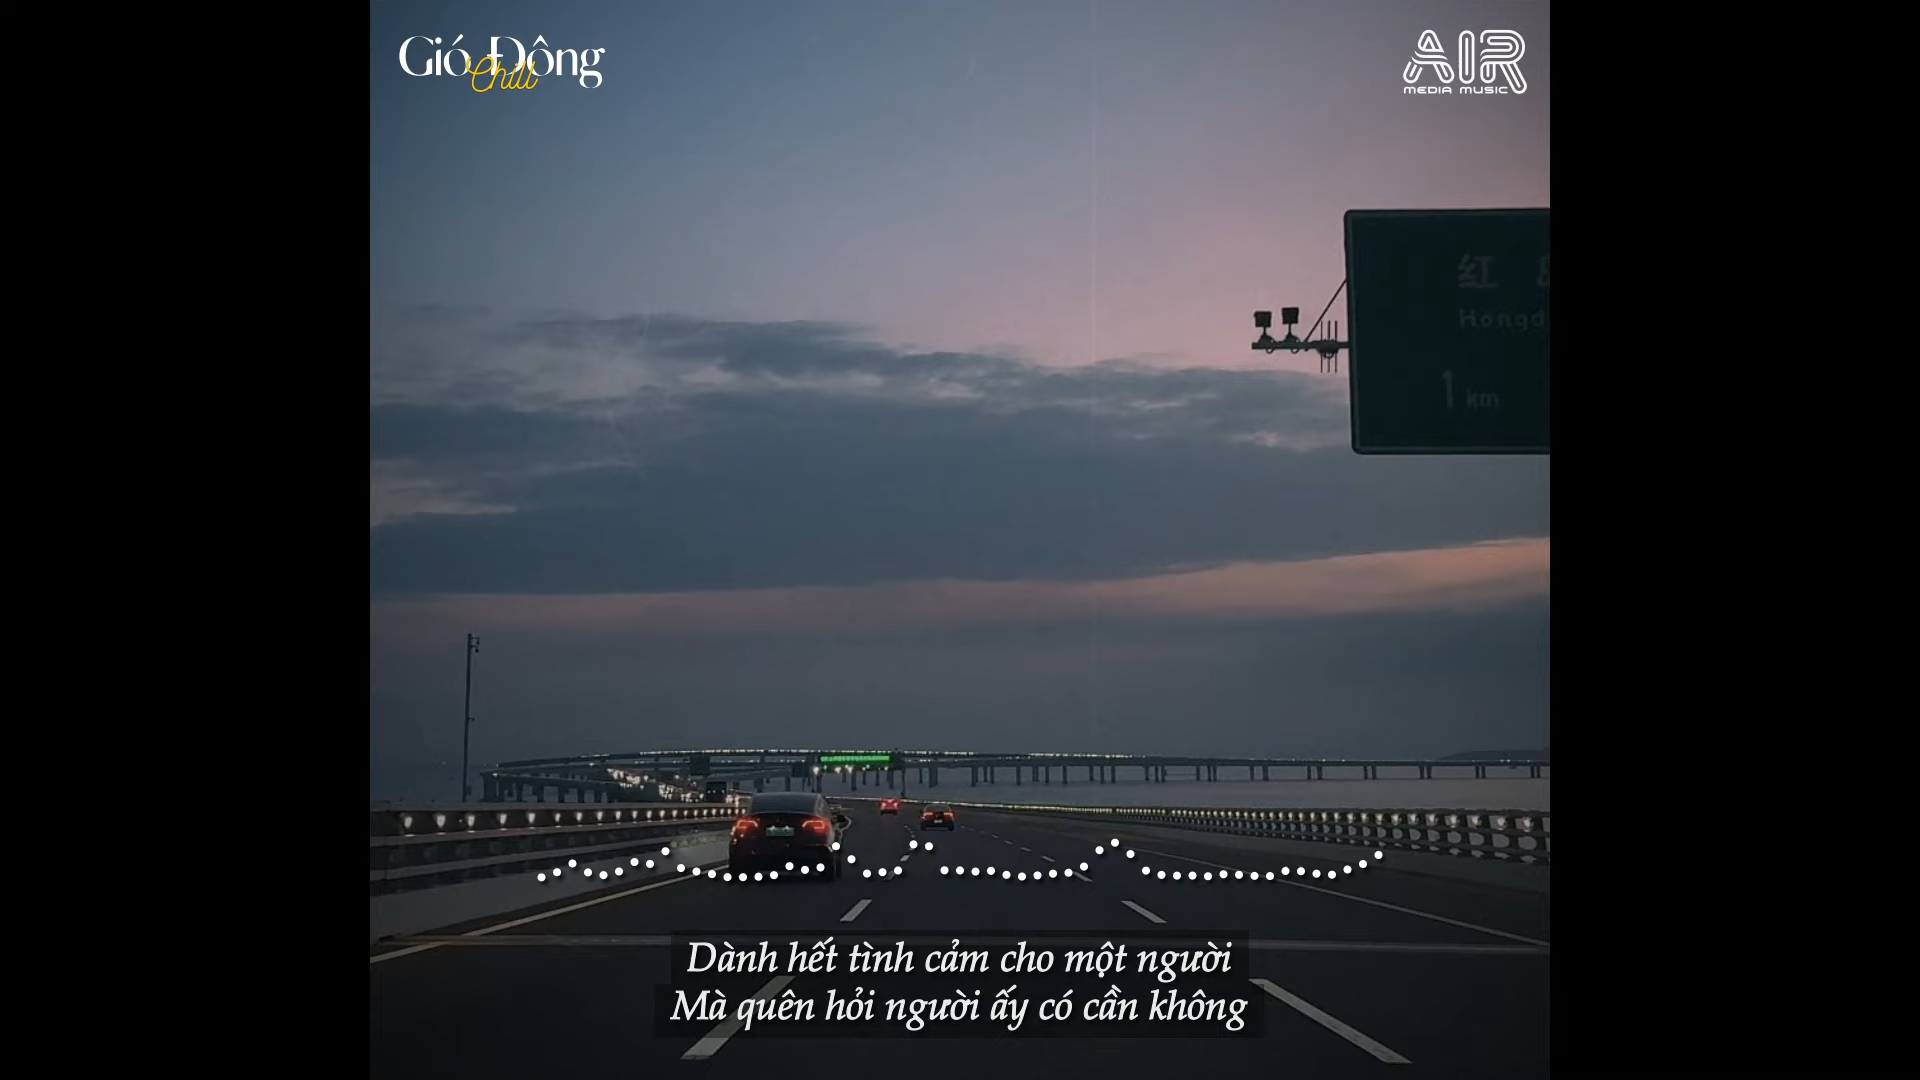 Gió Đông
Chill
AIR
MEDIA MUSIC
红
Hongd
1 km
Dành hết tình cảm cho một người
Mà quên hỏi người ấy có cần không